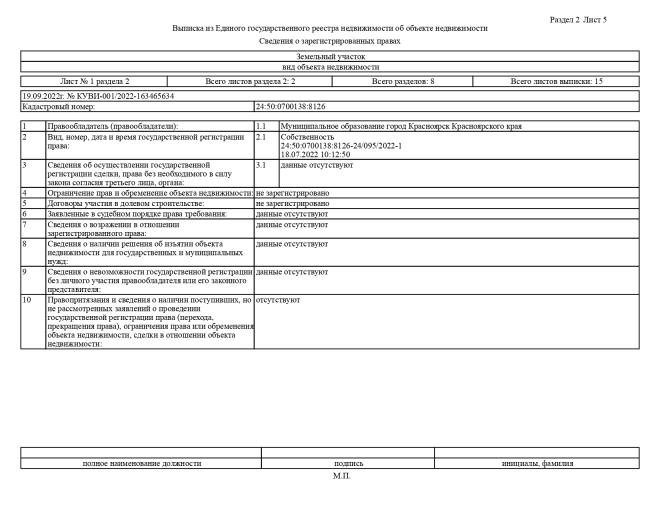 Раздел 2 Лист 5
Выписка из Единого государственного реестра недвижимости об объекте недвижимости
Сведения о зарегистрированных правах
Земельный участок
вид объекта недвижимости
Лист № 1 раздела 2 Всего листов раздела 2: 2 Всего разделов: 8 Всего листов выписки: 15
19.09.2022г. № КУВИ-001/2022-163465634
Кадастровый номер: 24:50:0700138:8126
1 Правообладатель (правообладатели): 1.1 Муниципальное образование город Красноярск Красноярского края
2 Вид, номер, дата и время государственной регистрации 2.1 Собственность
права: 24:50:0700138:8126-24/095/2022-1
18.07.2022 10:12:50
3 Сведения об осуществлении государственной 3.1 данные отсутствуют
регистрации сделки, права без необходимого в силу
закона согласия третьего лица, органа:
4 Ограничение прав и обременение объекта недвижимости: не зарегистрировано
5 Договоры участия в долевом строительстве: не зарегистрировано
6 Заявленные в судебном порядке права требования: данные отсутствуют
7 Сведения о возражении в отношении данные отсутствуют
зарегистрированного права:
8 Сведения о наличии решения об изъятии объекта данные отсутствуют
недвижимости для государственных и муниципальных
нужд:
9 Сведения о невозможности государственной регистрации данные отсутствуют
без личного участия правообладателя или его законного
представителя:
10 Правопритязания и сведения о наличии поступивших, но отсутствуют
не рассмотренных заявлений о проведении
государственной регистрации права (перехода,
прекращения права), ограничения права или обременения
объекта недвижимости, сделки в отношении объекта
недвижимости:
полное наименование должности подпись инициалы, фамилия
М.П.